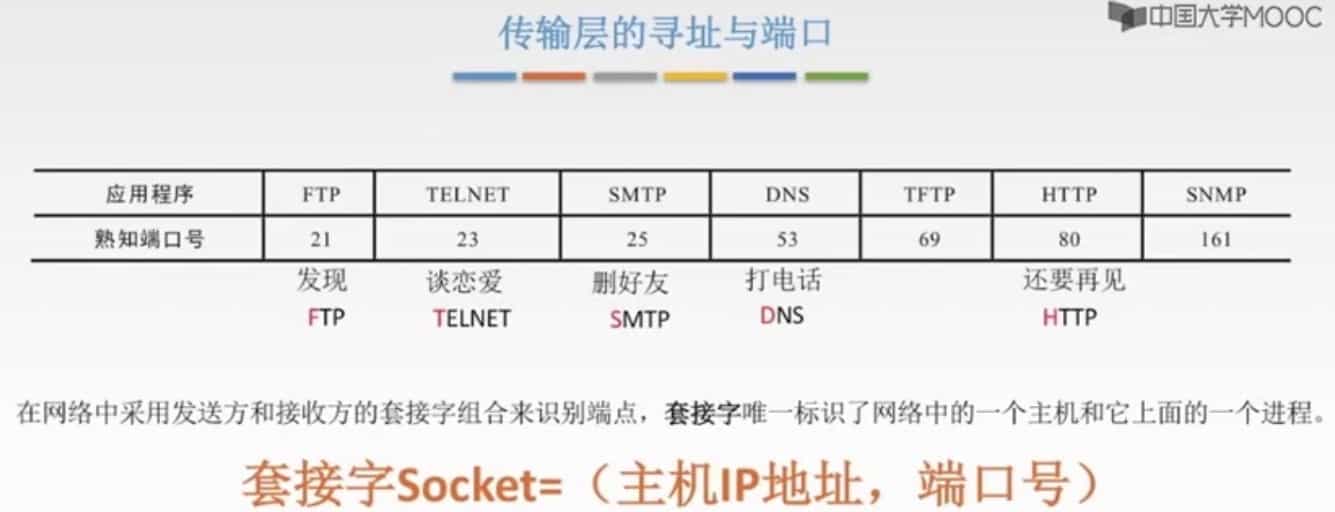 中国大学MOOC
传输层的寻址与端口
应用程序 FTP TELNET SMTP DNS TFTP HTTP SNMP
熟知端口号 21 23 25 53 69 80 161
发现 谈恋爱 删好友 打电话 还要再见
FTP TELNET SMTP DNS HTTP
在网络中采用发送方和接收方的套接字组合来识别端点，套接字唯一标识了网络中的一个主机和它上面的一个进程。
套接字Socket=（主机IP地址，端口号）